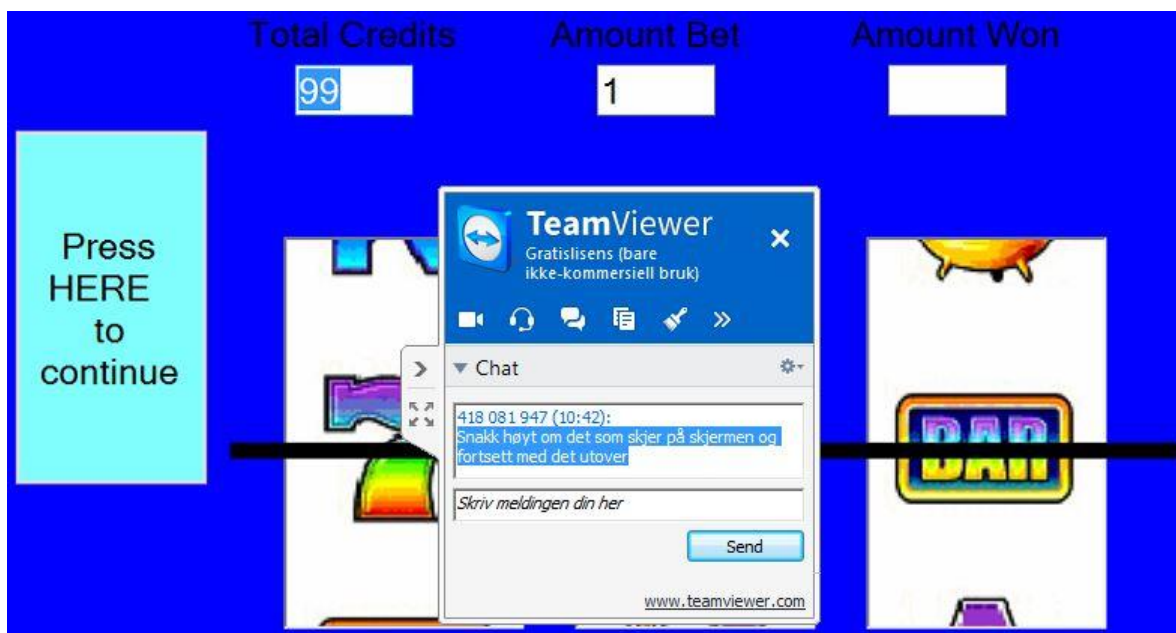 Total Credits
Amount Bet
Amount Won
99
1
Press
HERE
to
continue
TeamViewer
Gratislisens (bare
ikke-kommersiell bruk)
Chat
418 081 947 (10:42):
Snakk høyt om det som skjer på skjermen og
fortsett med det utover
Skriv meldingen din her
Send
www.teamviewer.com
BAR